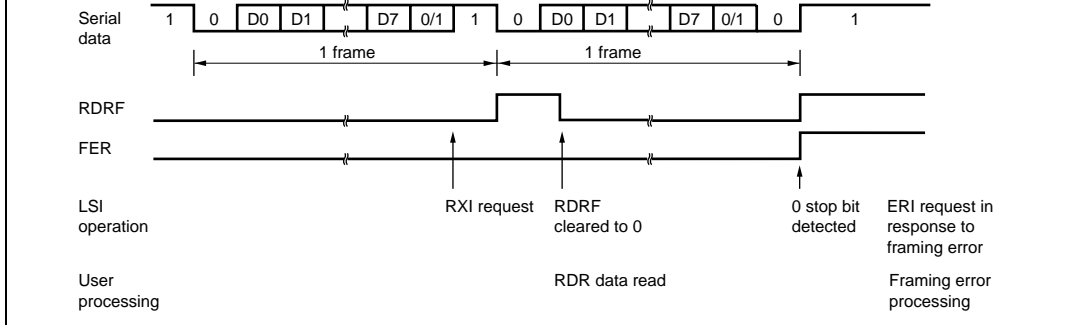 Serial data
1 0 D0 D1 D7 0/1 1 0 D0 D1 D7 0/1 0 1
1 frame 1 frame
RDRF
FER
LSI operation
RXI request
RDRF cleared to 0
0 stop bit detected
ERI request in response to framing error
User processing
RDR data read
Framing error processing